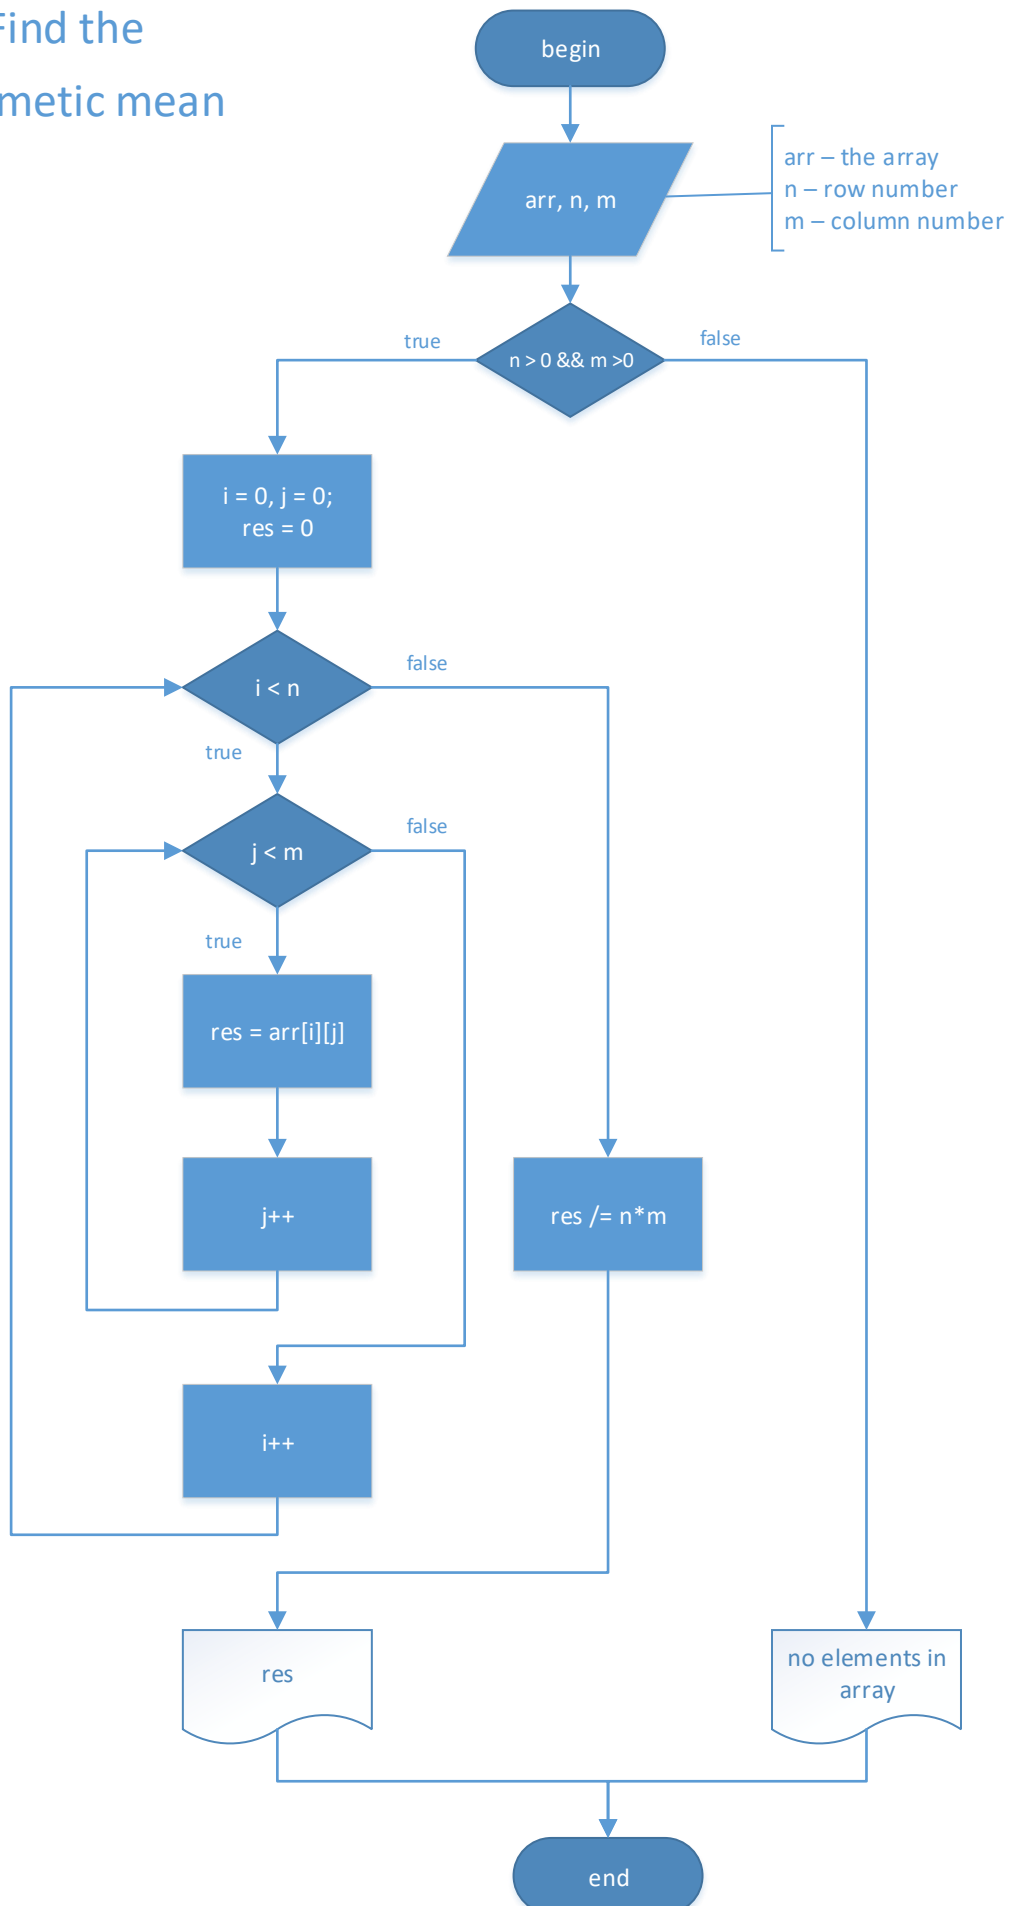 Find the
metic mean
begin
arr, n, m
arr – the array
n – row number
m – column number
n > 0 && m >0
true
false
i = 0, j = 0;
res = 0
i < n
false
true
j < m
false
true
res = arr[i][j]
j++
res /= n*m
i++
res
no elements in
array
end